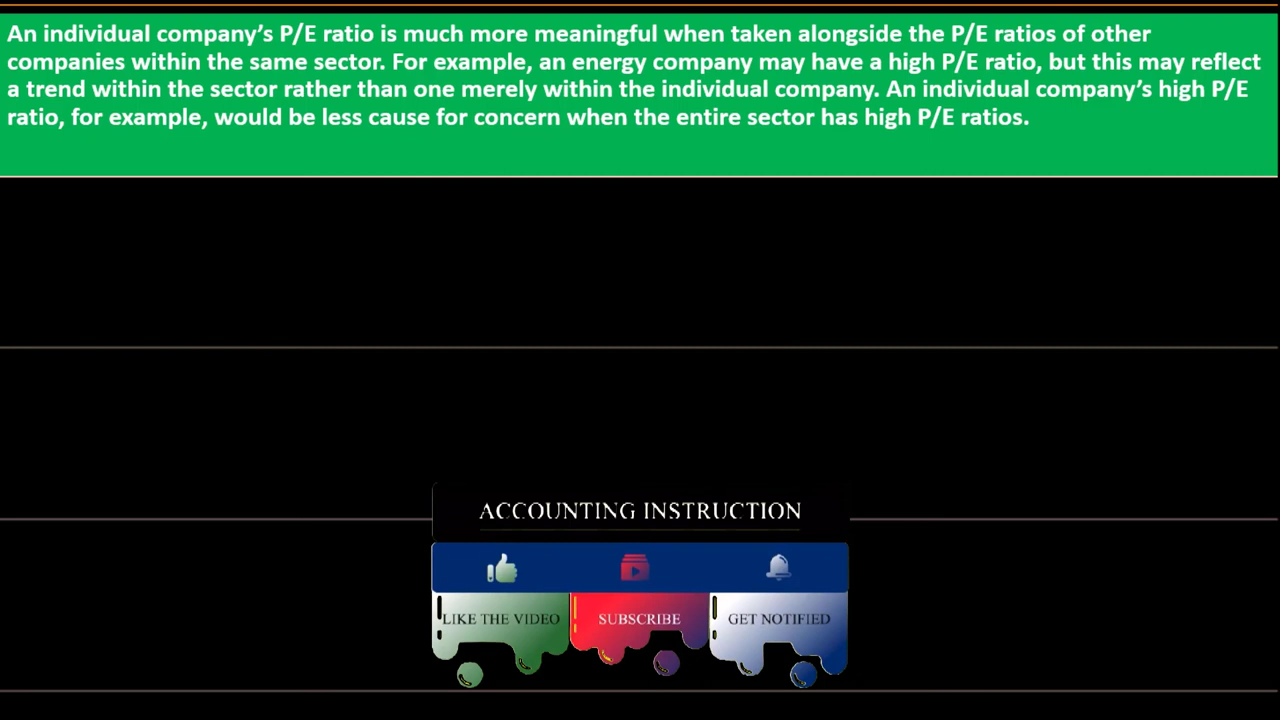 An individual company’s P/E ratio is much more meaningful when taken alongside the P/E ratios of other
companies within the same sector. For example, an energy company may have a high P/E ratio, but this may reflect
a trend within the sector rather than one merely within the individual company. An individual company’s high P/E
ratio, for example, would be less cause for concern when the entire sector has high P/E ratios.
ACCOUNTING INSTRUCTION
LIKE THE VIDEO
SUBSCRIBE
GET NOTIFIED